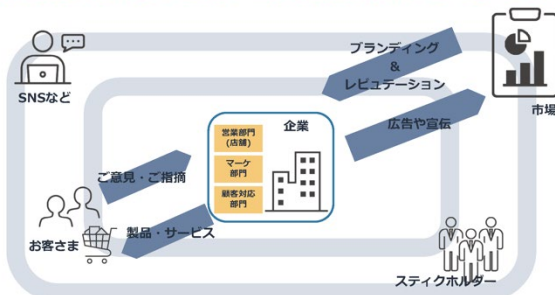 ブランディング
&
レピュテーション
SNSなど
市場
広告や宣伝
企業
営業部門
(店舗)
マーケ
部門
顧客対応
部門
ご意見・ご指摘
製品・サービス
お客さま
スティクホルダー